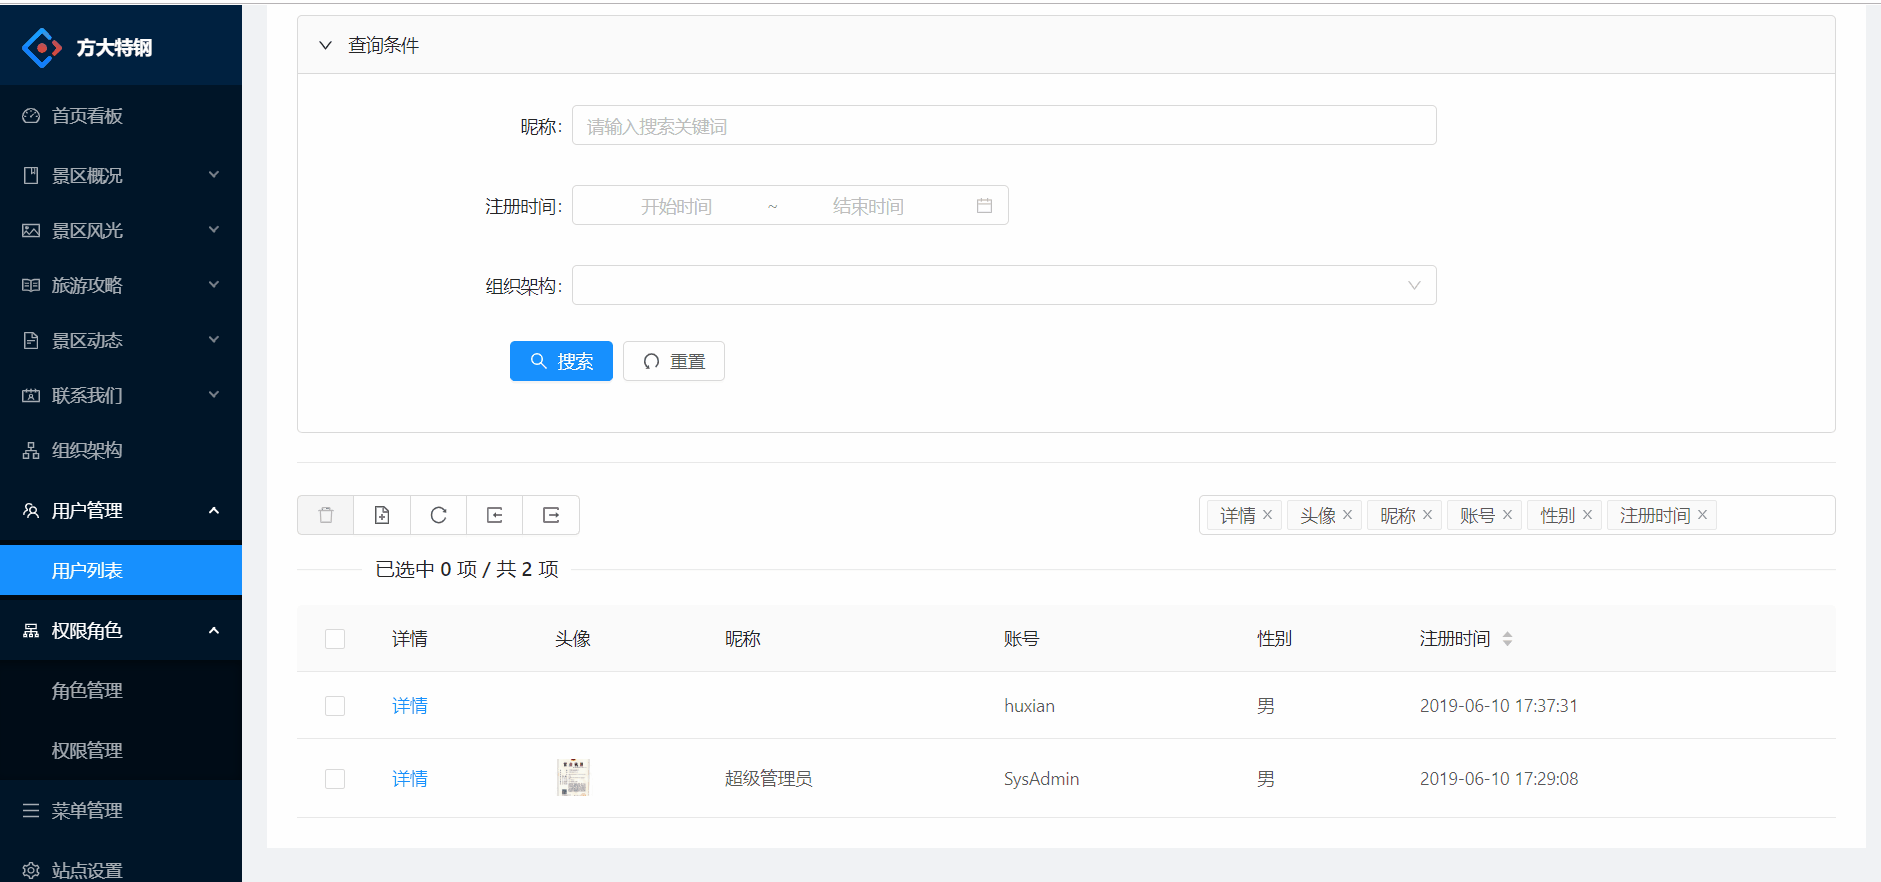 方大特钢
首页看板
景区概况
景区风光
旅游攻略
景区动态
联系我们
组织架构
用户管理
用户列表
权限角色
角色管理
权限管理
菜单管理
站点设置
查询条件
昵称: 请输入搜索关键词
注册时间: 开始时间 ~ 结束时间
组织架构:
搜索 重置
详情 × 头像 × 昵称 × 账号 × 性别 × 注册时间 ×
已选中 0 项 / 共 2 项
详情 头像 昵称 账号 性别 注册时间
详情 huxian 男 2019-06-10 17:37:31
详情 超级管理员 SysAdmin 男 2019-06-10 17:29:08